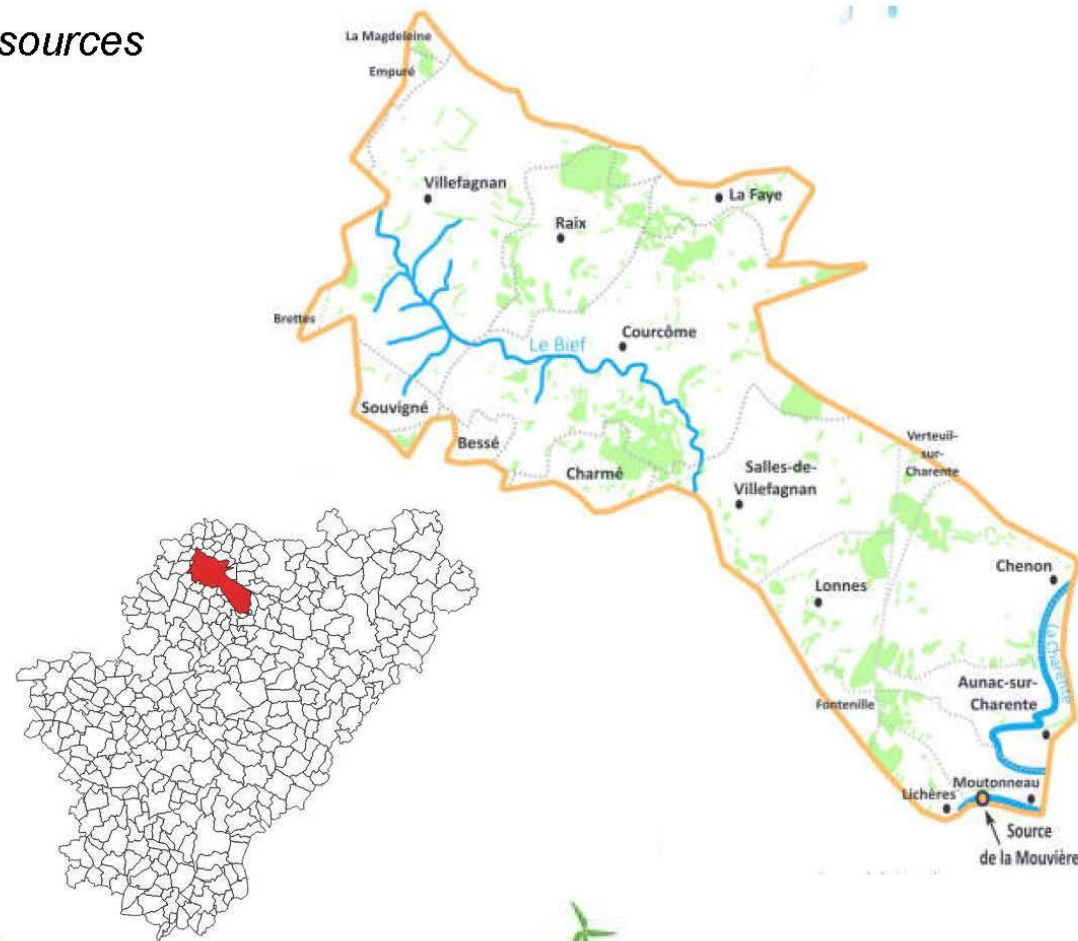 sources
La Magdeleine
Empuré
Villefagnan
La Faye
Raix
Brettes
Le Bief
Courcôme
Souvigné
Bessé
Charmé
Salles-de-
Villefagnan
Verteuil-
sur-
Charente
Chenon
Lonnes
La Charente
Aunac-sur-
Charente
Fontenille
Lichères
Moutonneau
Source
de la Mouvière